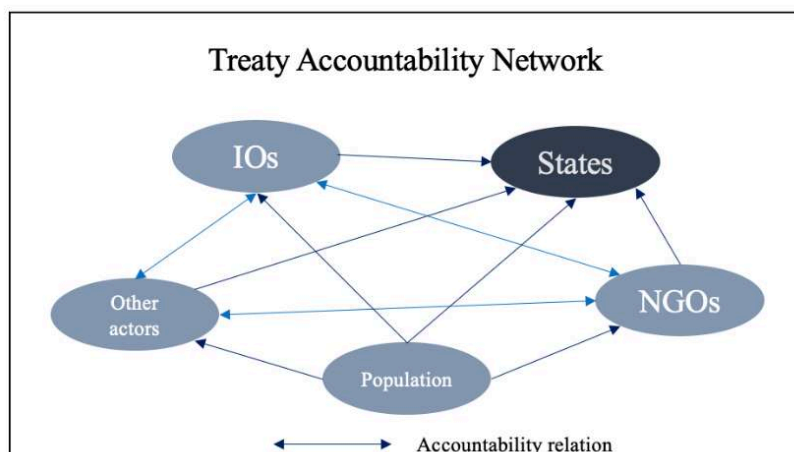 Treaty Accountability Network
IOs
States
Other
actors
NGOs
Population
Accountability relation